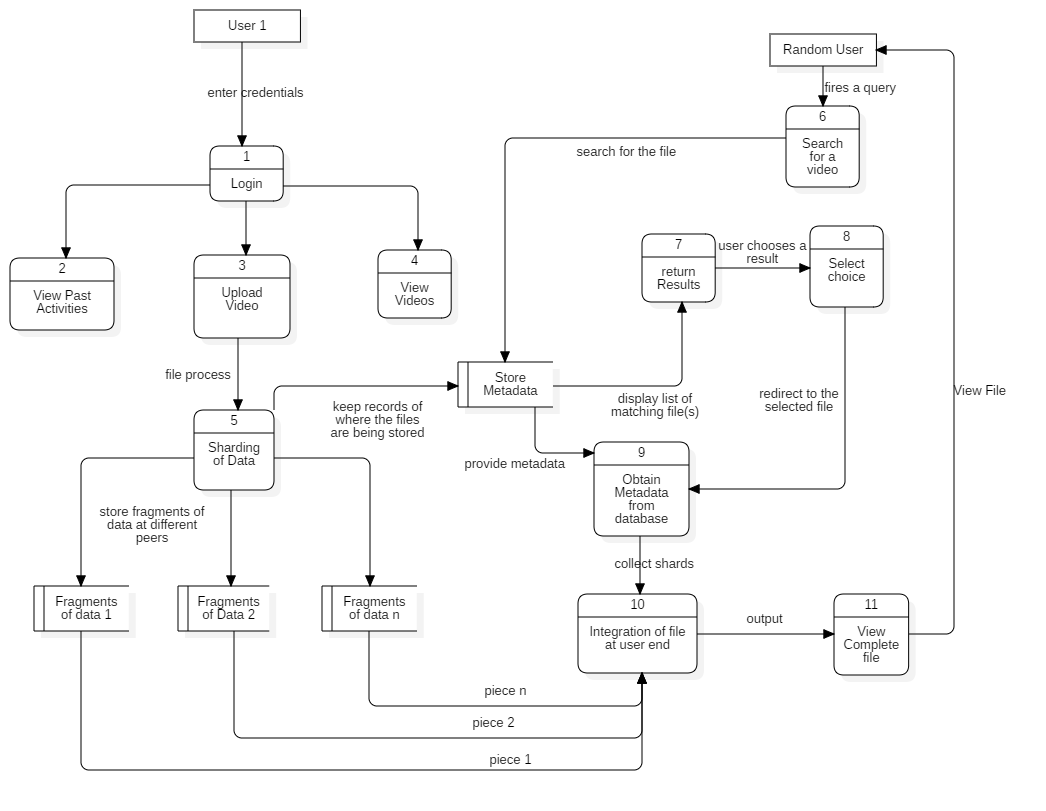 User 1
Random User
enter credentials
fires a query
1
Login
6
Search
for a
video
search for the file
2
View Past
Activities
3
Upload
Video
4
View
Videos
7
return
Results
user chooses a
result
8
Select
choice
file process
Store
Metadata
keep records of
where the files
are being stored
display list of
matching file(s)
redirect to the
selected file
View File
5
Sharding
of Data
provide metadata
9
Obtain
Metadata
from
database
store fragments of
data at different
peers
collect shards
Fragments
of data 1
Fragments
of Data 2
Fragments
of data n
10
Integration of file
at user end
output
11
View
Complete
file
piece n
piece 2
piece 1